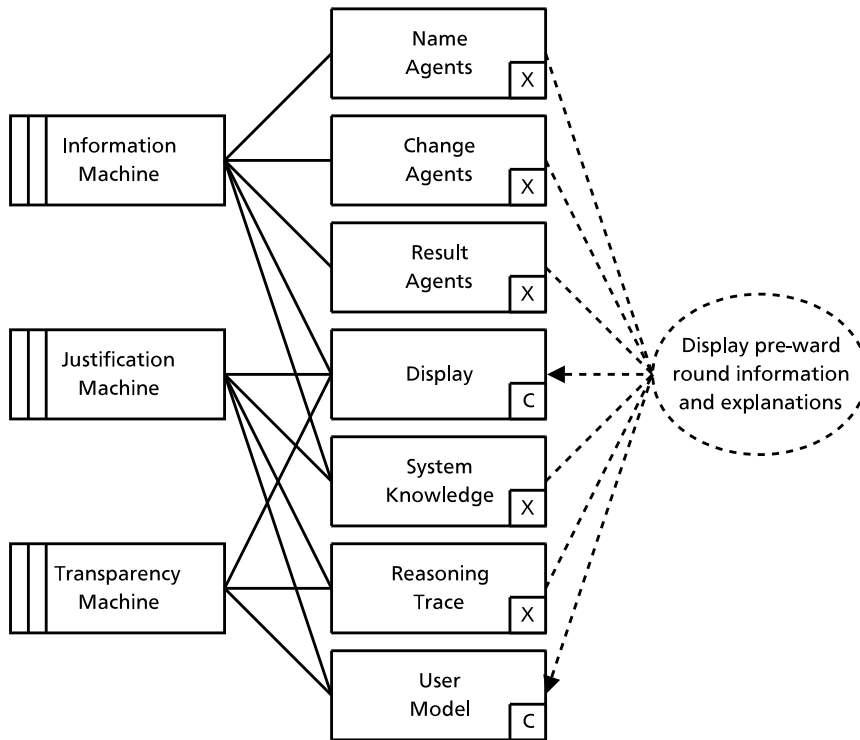 Name
Agents
X
Information
Machine
Change
Agents
X
Result
Agents
X
Justification
Machine
Display
C
Display pre-ward
round information
and explanations
System
Knowledge
X
Transparency
Machine
Reasoning
Trace
X
User
Model
C